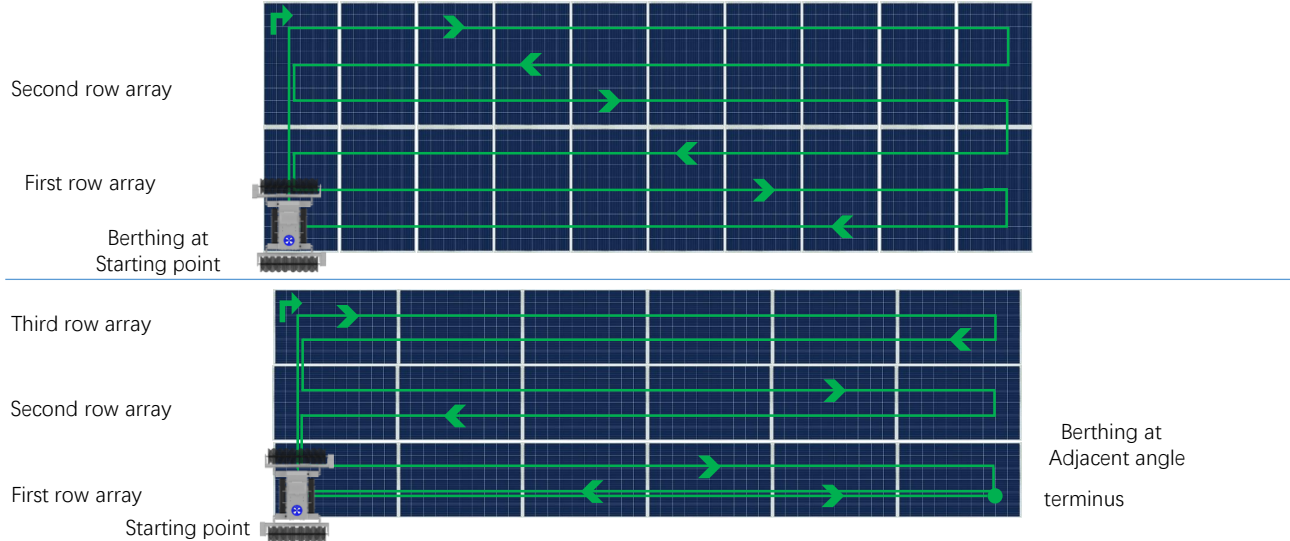 Second row array
First row array
Berthing at
Starting point
Third row array
Second row array
Berthing at
Adjacent angle
First row array
terminus
Starting point